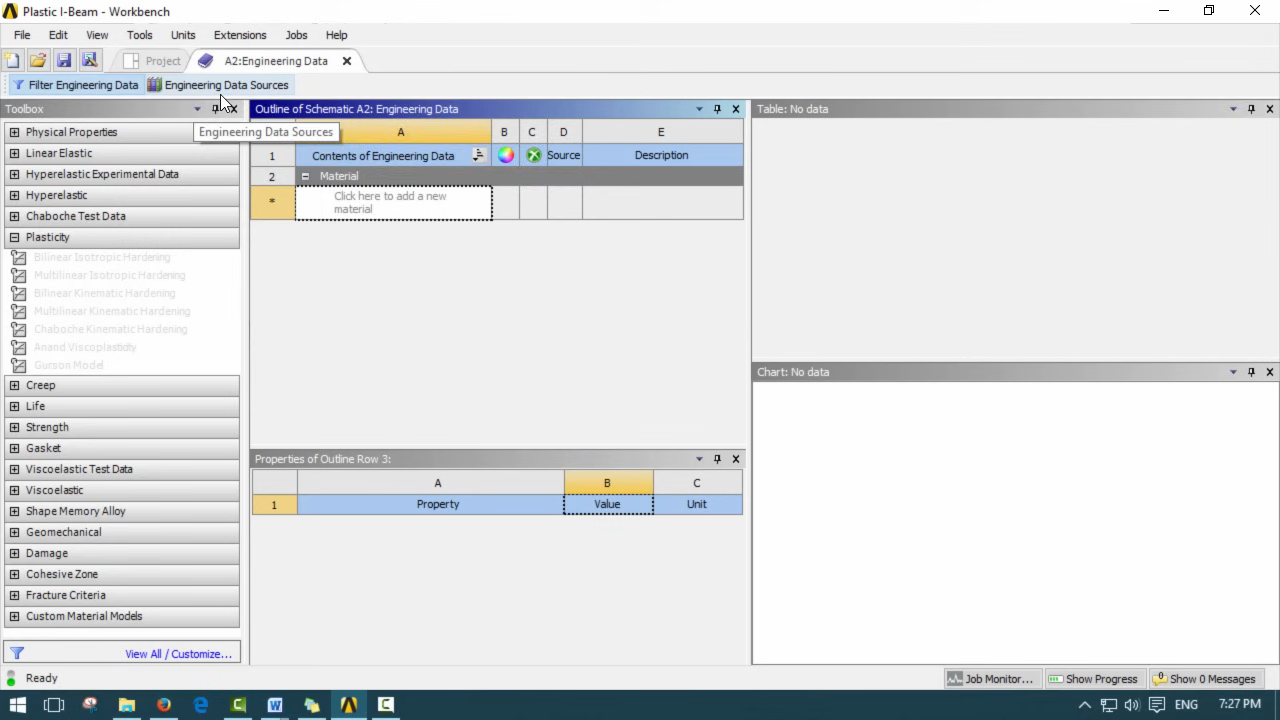 Plastic I-Beam - Workbench
File Edit View Tools Units Extensions Jobs Help
Project A2:Engineering Data
Filter Engineering Data Engineering Data Sources
Toolbox
Engineering Data Sources
Physical Properties
Linear Elastic
Hyperelastic Experimental Data
Hyperelastic
Chaboche Test Data
Plasticity
Bilinear Isotropic Hardening
Multilinear Isotropic Hardening
Bilinear Kinematic Hardening
Multilinear Kinematic Hardening
Chaboche Kinematic Hardening
Anand Viscoplasticity
Gurson Model
Creep
Life
Strength
Gasket
Viscoelastic Test Data
Viscoelastic
Shape Memory Alloy
Geomechanical
Damage
Cohesive Zone
Fracture Criteria
Custom Material Models
View All / Customize...
Outline of Schematic A2: Engineering Data
A B C D E
1 Contents of Engineering Data Source Description
2 Material
* Click here to add a new
material
Properties of Outline Row 3:
A B C
1 Property Value Unit
Table: No data
Chart: No data
Ready
Job Monitor... Show Progress 0 Show 0 Messages
ENG 7:27 PM